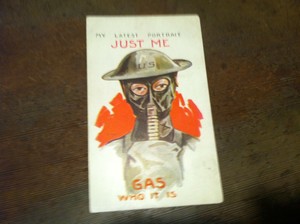 MY LATEST PORTRAIT
JUST ME
GAS
WHO IT IS